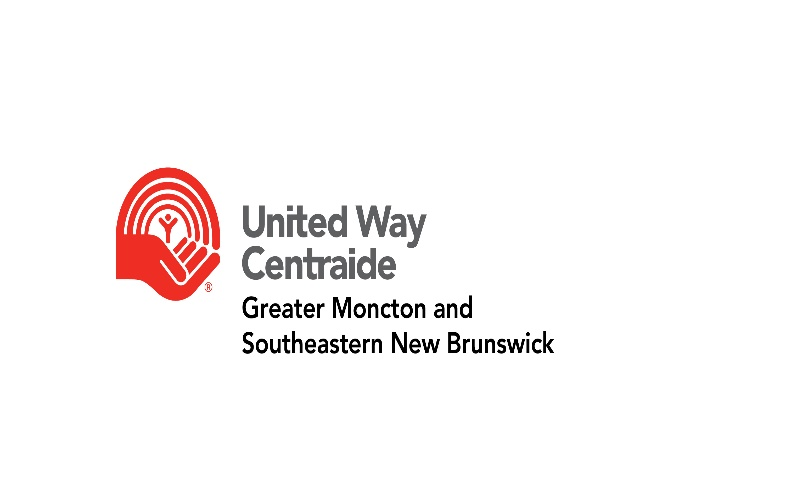 United Way
Centraide
Greater Moncton and
Southeastern New Brunswick
®